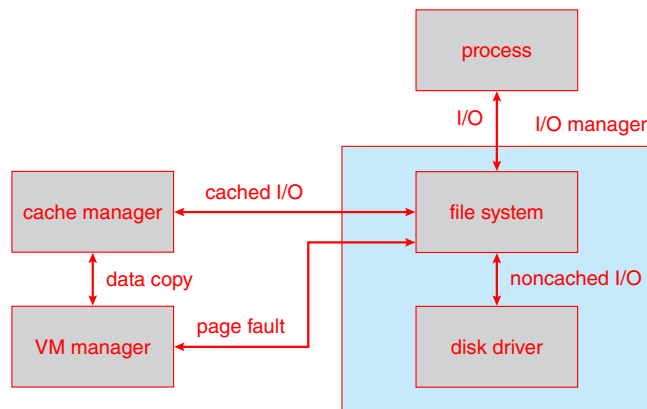 process
I/O
I/O manager
cache manager
cached I/O
file system
data copy
noncached I/O
VM manager
page fault
disk driver